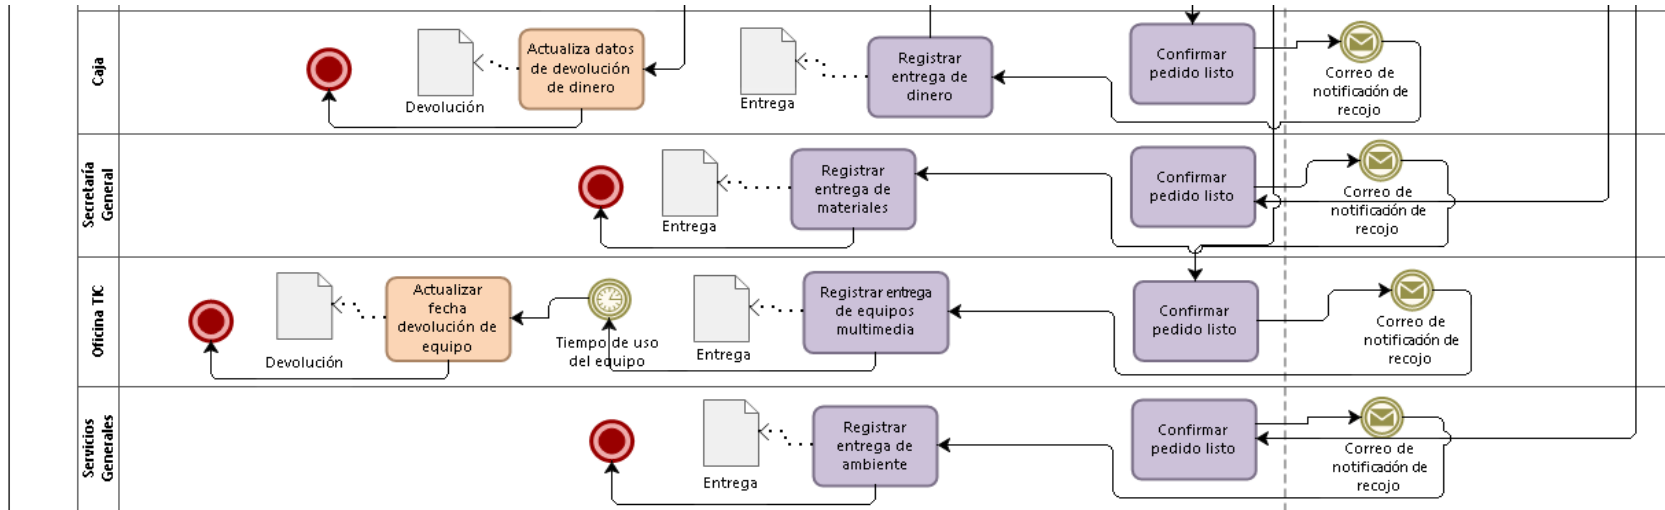 Caja
Devolución
Actualiza datos
de devolución
de dinero
Entrega
Registrar
entrega de
dinero
Confirmar
pedido listo
Correo de
notificación de
recojo
Secretaría
General
Entrega
Registrar
entrega de
materiales
Confirmar
pedido listo
Correo de
notificación de
recojo
Oficina TIC
Devolución
Actualizar
fecha
devolución de
equipo
Tiempo de uso
del equipo
Entrega
Registrar entrega
de equipos
multimedia
Confirmar
pedido listo
Correo de
notificación de
recojo
Servicios
Generales
Entrega
Registrar
entrega de
ambiente
Confirmar
pedido listo
Correo de
notificación de
recojo